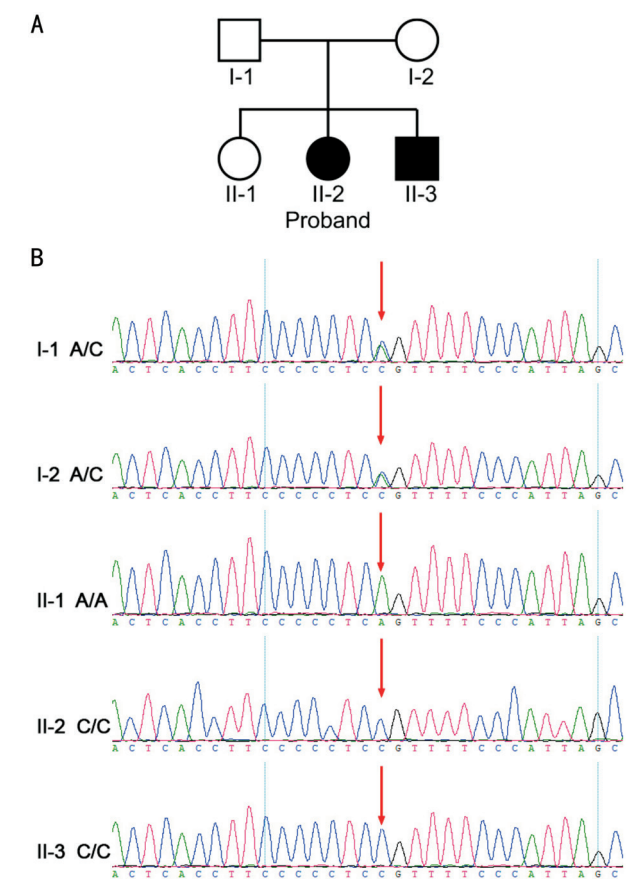 A
I-1
I-2
II-1
II-2
II-3
Proband
B
I-1 A/C
A C T C A C C T T C C C C C T C C G T T T T C C C A T T A G C
I-2 A/C
A C T C A C C T T C C C C C T C C G T T T T C C C A T T A G C
II-1 A/A
A C T C A C C T T C C C C C T C A G T T T T C C C A T T A G C
II-2 C/C
A C T C A C C T T C C C C C T C C G T T T T C C C A T T A G C
II-3 C/C
A C T C A C C T T C C C C C T C C G T T T T C C C A T T A G C